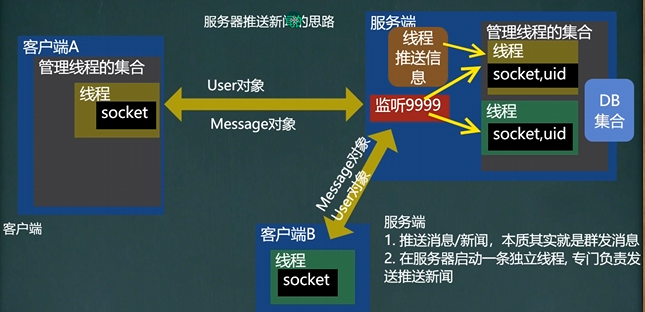 服务器推送新闻的思路
客户端A
管理线程的集合
线程
socket
客户端
User对象
Message对象
服务端
线程
推送信
息
监听9999
管理线程的集合
线程
socket,uid
线程
socket,uid
DB
集合
Message对象
User对象
客户端B
线程
socket
服务端
1. 推送消息/新闻，本质其实就是群发消息
2. 在服务器启动一条独立线程, 专门负责发
送推送新闻